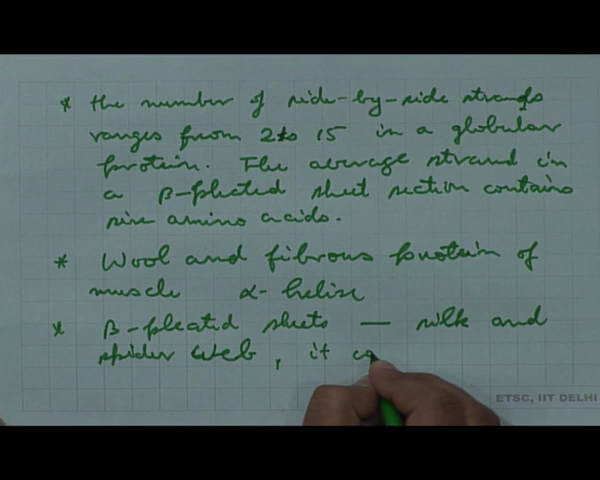 * the number of side-by-side strands
ranges from 2 to 15 in a globular
protein. The average strand in
a β-pleated sheet section contains
six amino acids.
* Wool and fibrous protein of
muscle α-helix
* β-pleated sheets — silk and
spider web, it co
ETSC, IIT DELHI